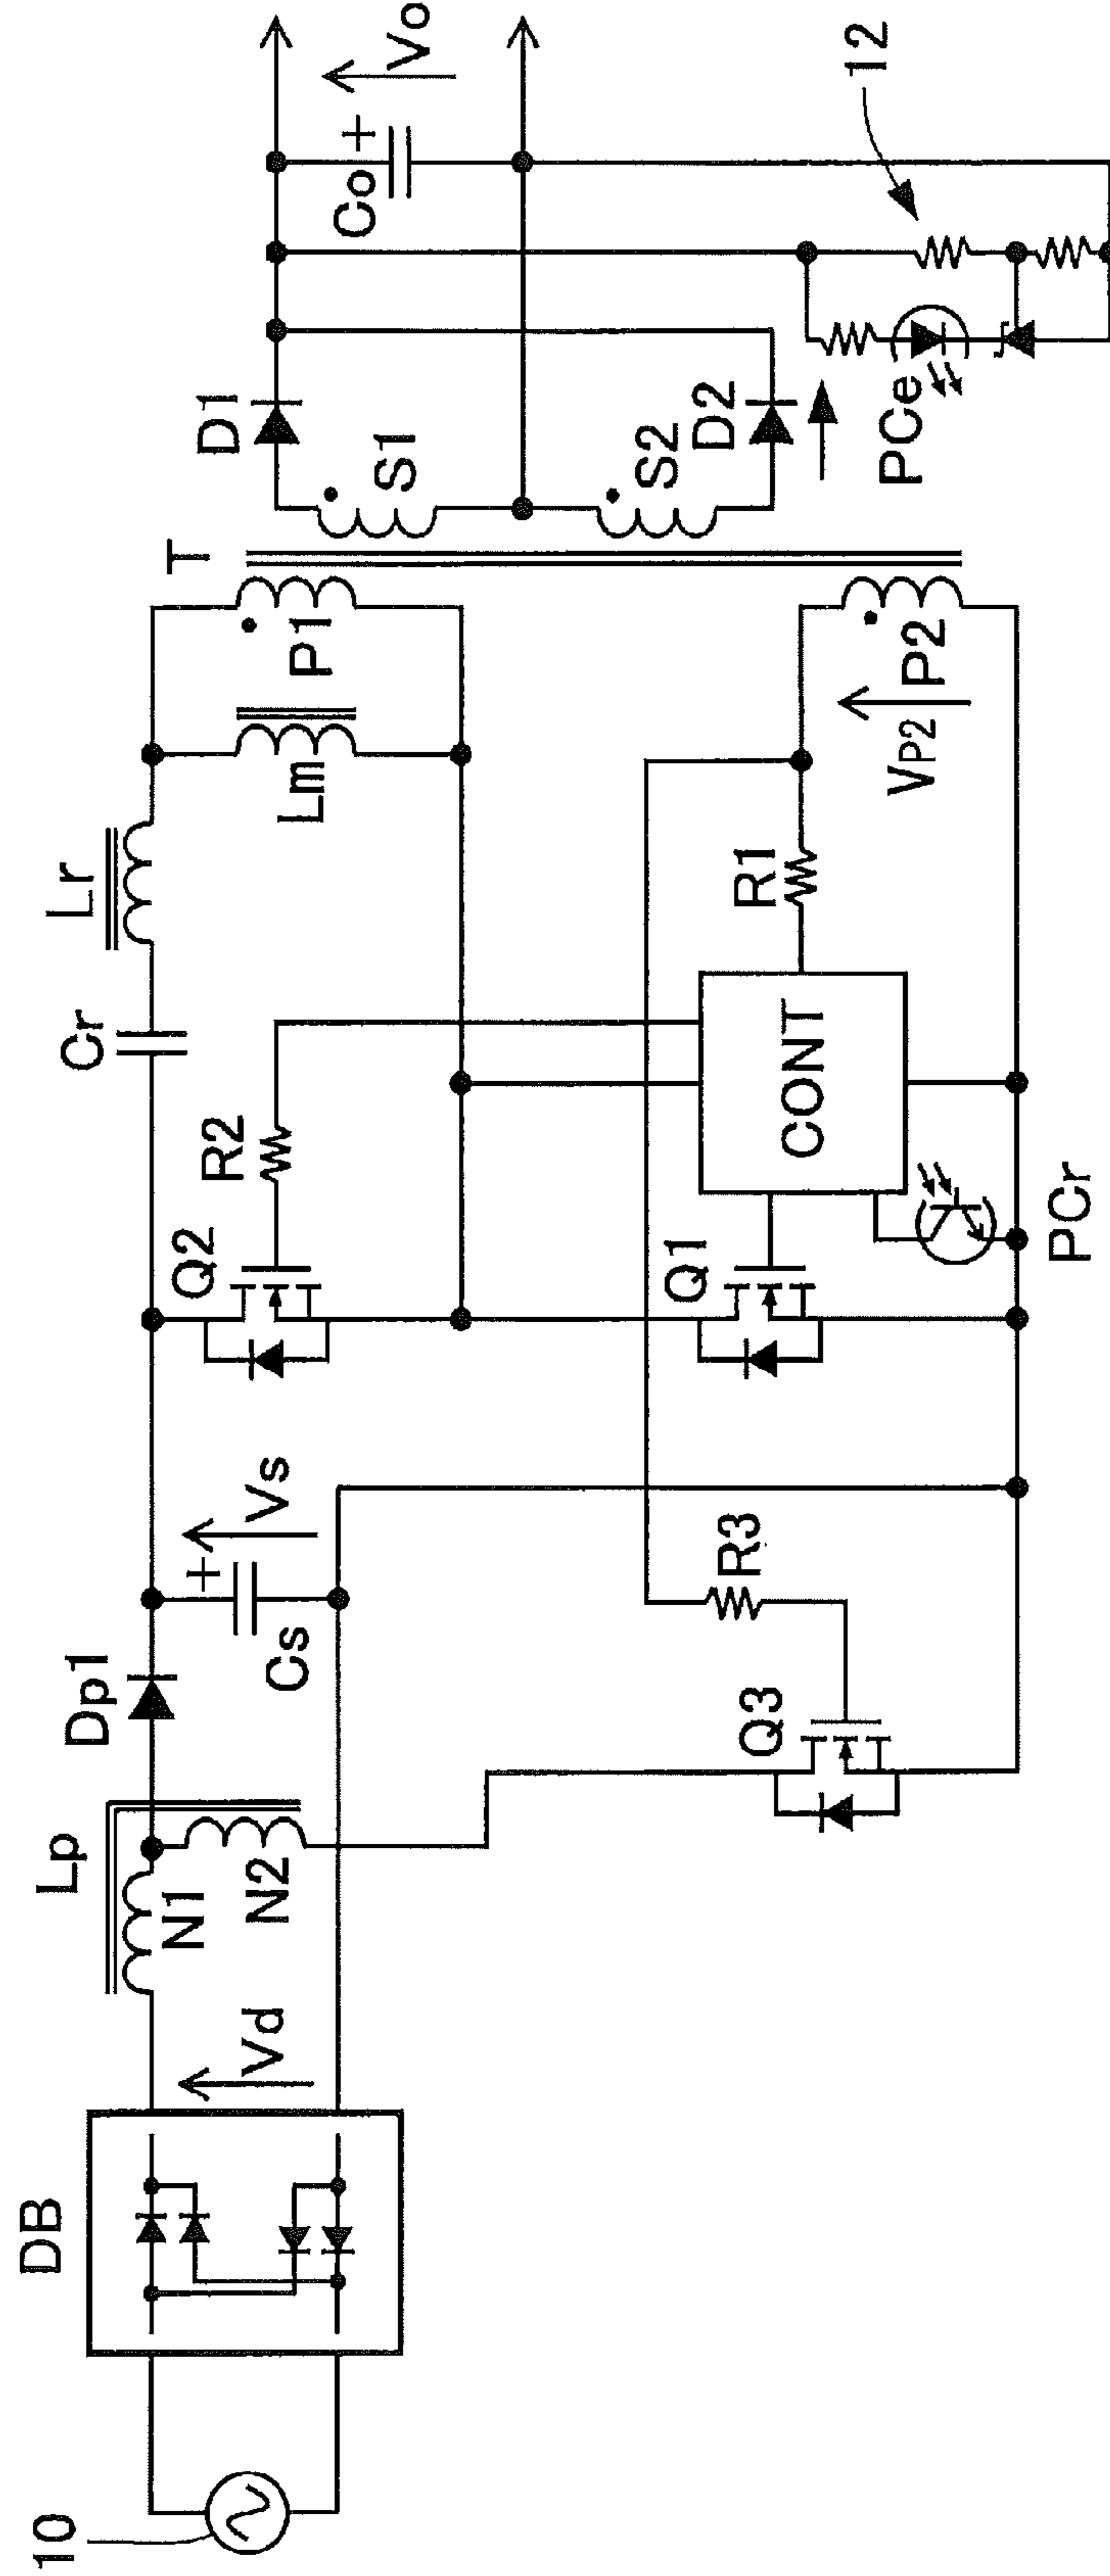 10
DB
Vd
Lp
N1
N2
Dp1
Cs
+
Vs
Q3
R3
Q2
R2
Q1
PCr
CONT
Cr
Lr
R1
Lm
P1
T
VP2
P2
S1
S2
D1
D2
PCe
Co
+
Vo
12